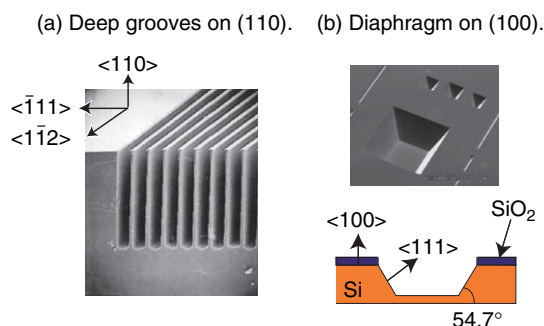 (a) Deep grooves on (110).
(b) Diaphragm on (100).
<110>
<1̅11>
<11̅2>
<100>
<111>
SiO₂
Si
54.7°